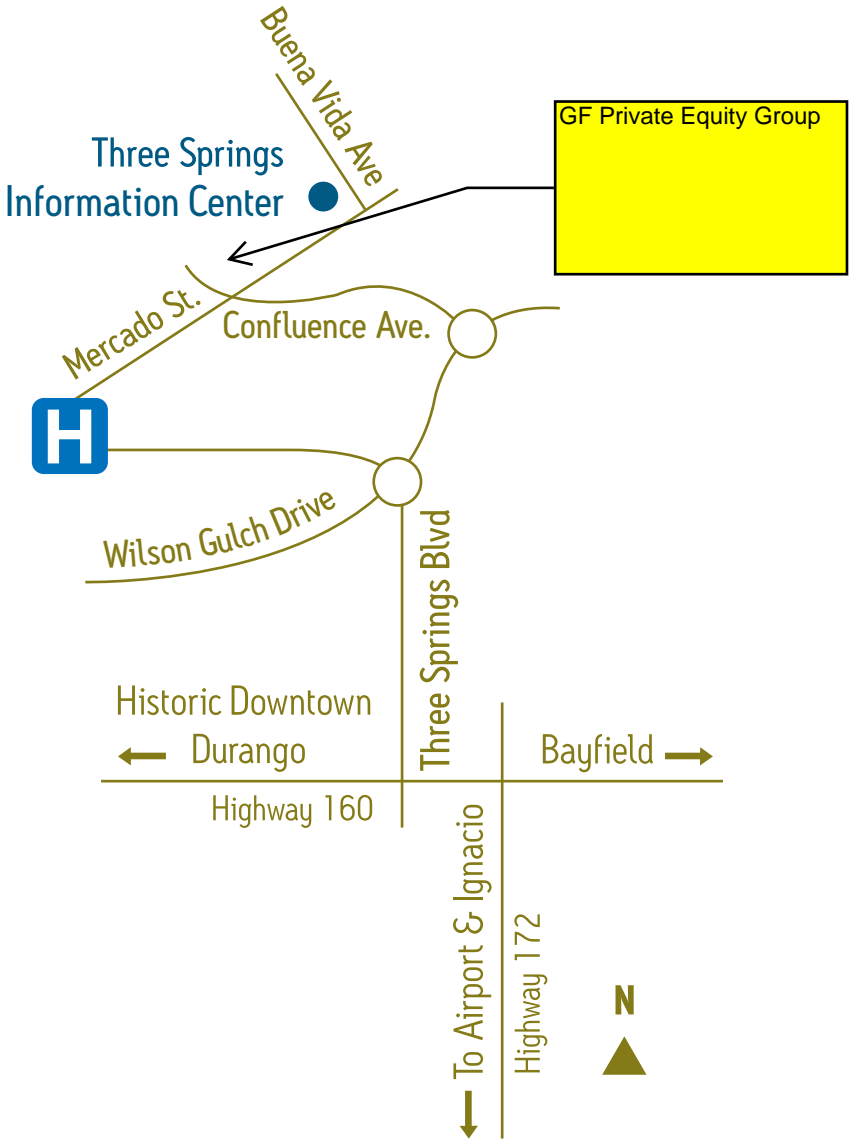 Buena Vida Ave
GF Private Equity Group
Three Springs
Information Center
Mercado St.
Confluence Ave.
H
Wilson Gulch Drive
Three Springs Blvd
Historic Downtown
Durango
Bayfield
Highway 160
To Airport & Ignacio
Highway 172
N